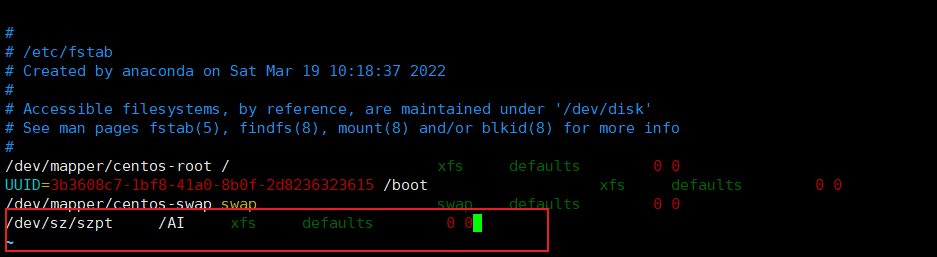 #
# /etc/fstab
# Created by anaconda on Sat Mar 19 10:18:37 2022
#
# Accessible filesystems, by reference, are maintained under '/dev/disk'
# See man pages fstab(5), findfs(8), mount(8) and/or blkid(8) for more info
#
/dev/mapper/centos-root / xfs defaults 0 0
UUID=3b3608c7-1bf8-41a0-8b0f-2d8236323615 /boot xfs defaults 0 0
/dev/mapper/centos-swap swap swap defaults 0 0
/dev/sz/szpt /AI xfs defaults 0 0
~